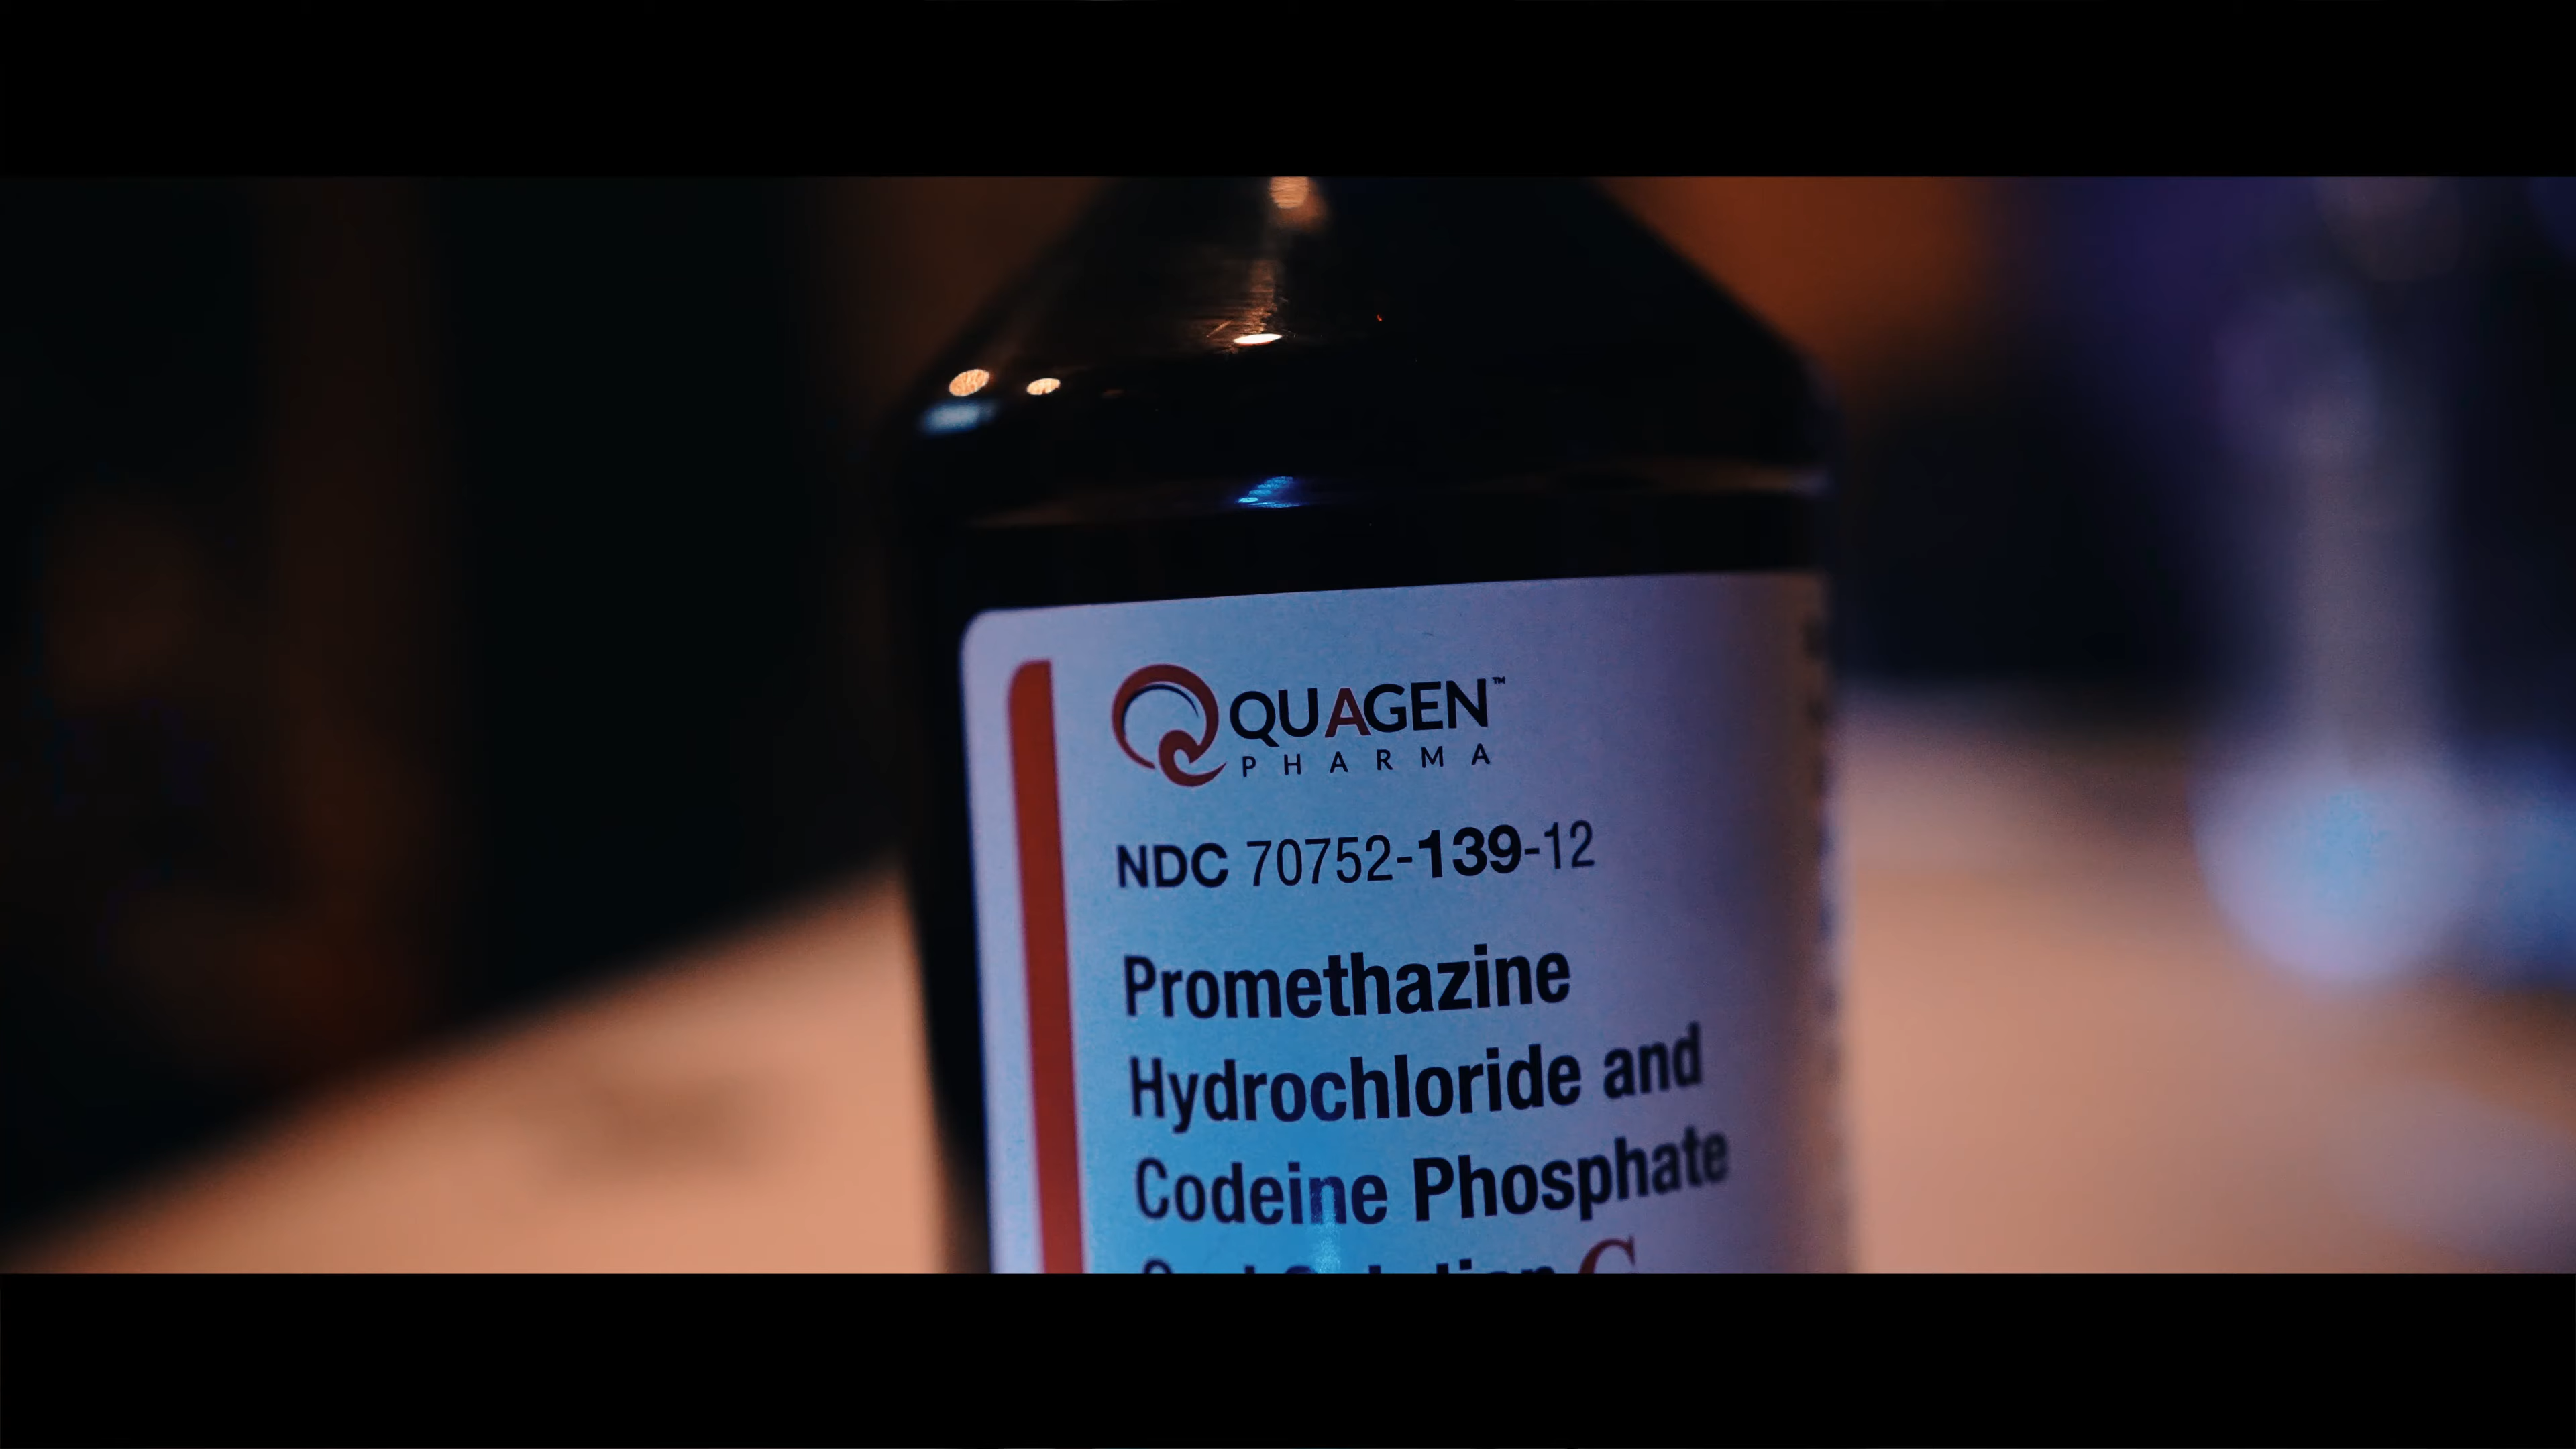 QUAGEN™
PHARMA
NDC 70752-139-12
Promethazine
Hydrochloride and
Codeine Phosphate